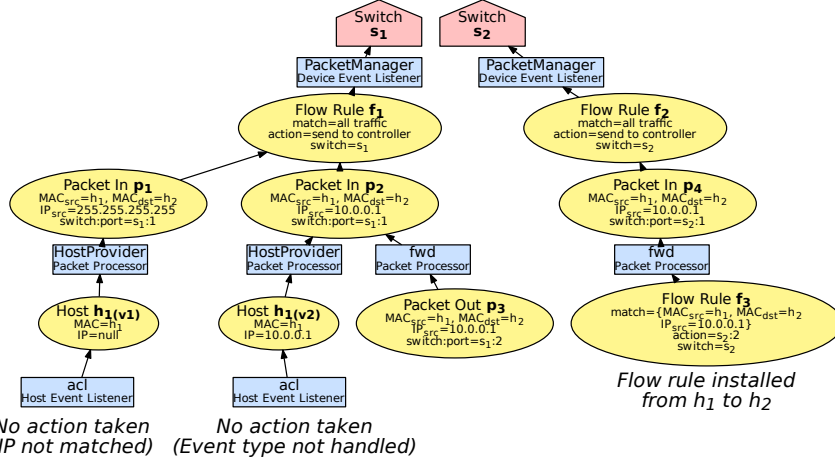 Switch
s1
Switch
s2
PacketManager
Device Event Listener
PacketManager
Device Event Listener
Flow Rule f1
match=all traffic
action=send to controller
switch=s1
Flow Rule f2
match=all traffic
action=send to controller
switch=s2
Packet In p1
MACsrc=h1, MACdst=h2
IPsrc=255.255.255.255
switch:port=s1:1
Packet In p2
MACsrc=h1, MACdst=h2
IPsrc=10.0.0.1
switch:port=s1:1
Packet In p4
MACsrc=h1, MACdst=h2
IPsrc=10.0.0.1
switch:port=s2:1
HostProvider
Packet Processor
HostProvider
Packet Processor
fwd
Packet Processor
fwd
Packet Processor
Host h1(v1)
MAC=h1
IP=null
Host h1(v2)
MAC=h1
IP=10.0.0.1
Packet Out p3
MACsrc=h1, MACdst=h2
IPsrc=10.0.0.1
switch:port=s1:2
Flow Rule f3
match={MACsrc=h1, MACdst=h2
IPsrc=10.0.0.1}
action=s2:2
switch=s2
acl
Host Event Listener
acl
Host Event Listener
Flow rule installed
from h1 to h2
No action taken
IP not matched)
No action taken
(Event type not handled)